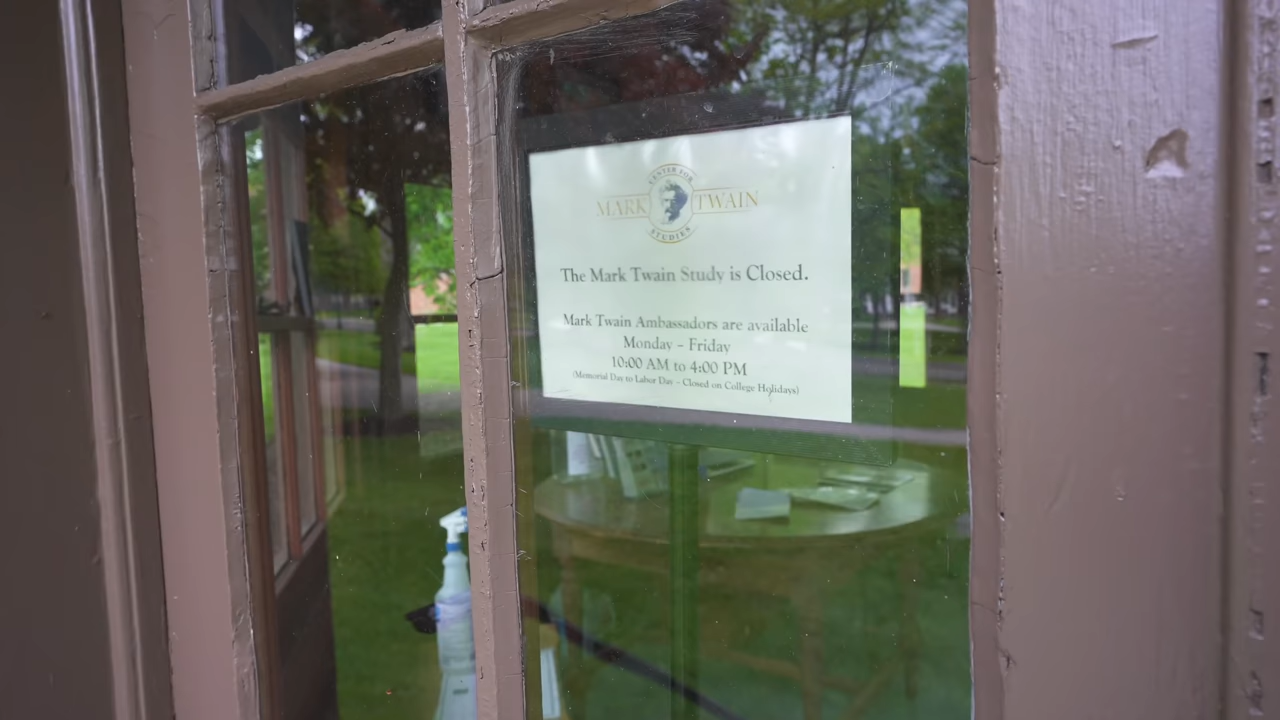 CENTER FOR
MARK TWAIN
STUDIES
The Mark Twain Study is Closed.
Mark Twain Ambassadors are available
Monday – Friday
10:00 AM to 4:00 PM
(Memorial Day to Labor Day – Closed on College Holidays)